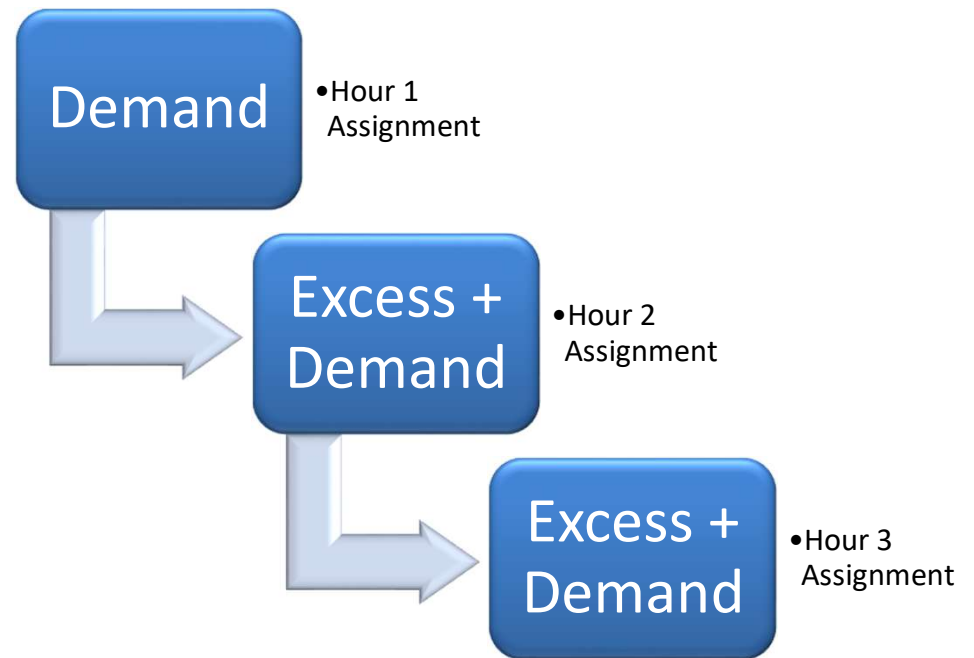 Demand
•Hour 1
Assignment
Excess +
Demand
•Hour 2
Assignment
Excess +
Demand
•Hour 3
Assignment